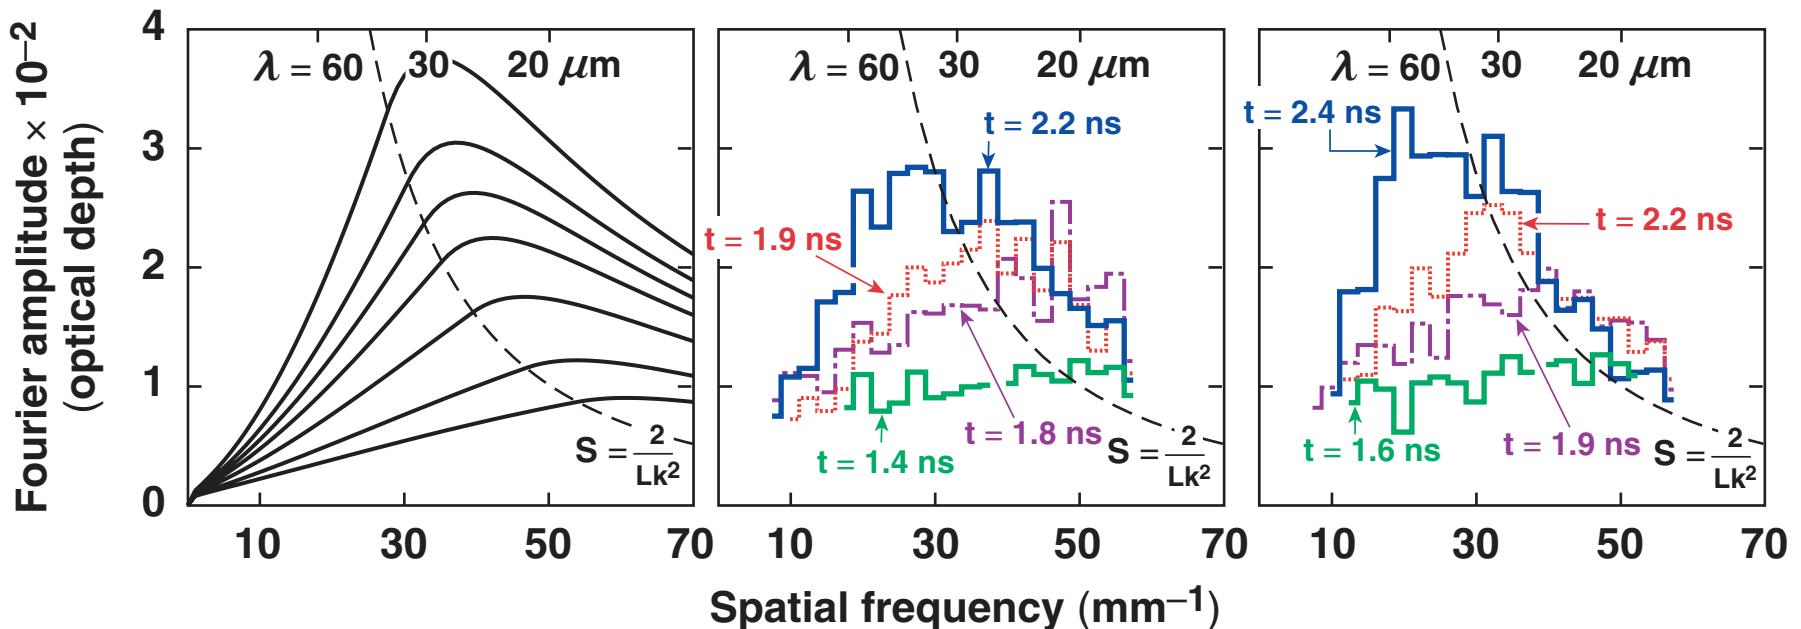 Fourier amplitude × 10⁻²
(optical depth)
4
3
2
1
0
λ = 60 30 20 μm
S = 2/Lk²
10 30 50 70
λ = 60 30 20 μm
t = 2.2 ns
t = 1.9 ns
t = 1.8 ns
t = 1.4 ns
S = 2/Lk²
10 30 50 70
λ = 60 30 20 μm
t = 2.4 ns
t = 2.2 ns
t = 1.9 ns
t = 1.6 ns
S = 2/Lk²
10 30 50 70
Spatial frequency (mm⁻¹)